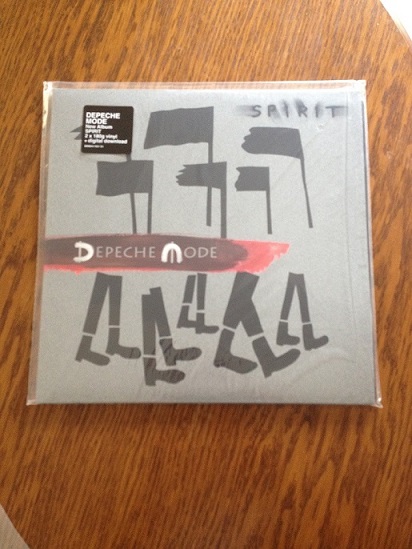 SPIRIT
DEPECHE
MODE
New Album
SPIRIT
2 x 180g vinyl
+ digital download
DEPECHE MODE